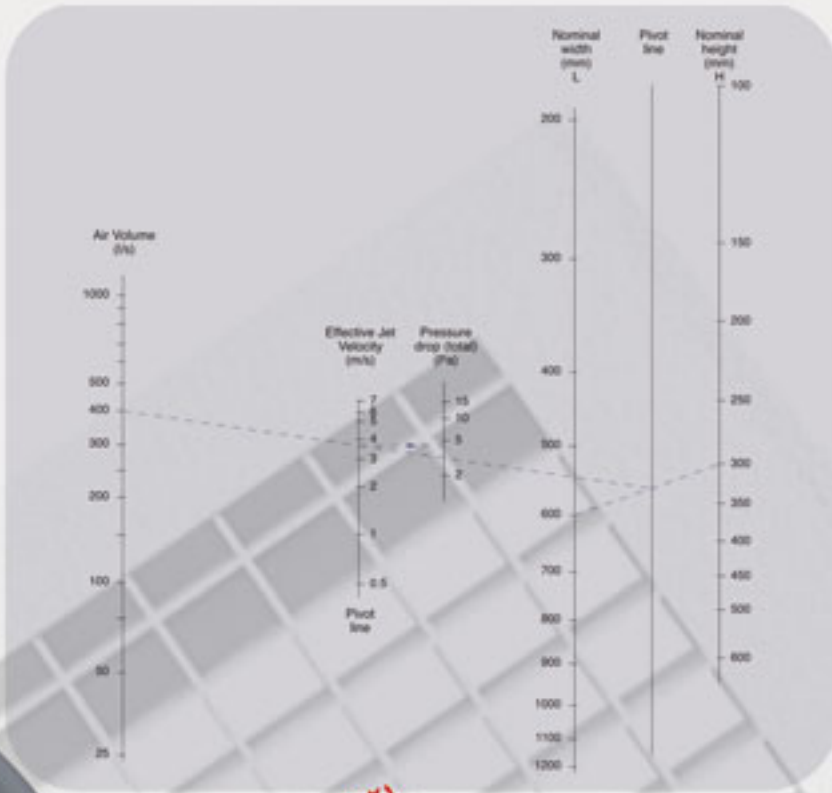 Nominal
width
(mm)
L
Pivot
line
Nominal
height
(mm)
H
100
200
150
Air Volume
(l/s)
300
1000
200
Effective Jet
Velocity
(m/s)
Pressure
drop (total)
(Pa)
400
500
400
7
15
250
10
300
4
5
500
3
300
200
2
2
350
600
1
400
700
100
0.5
450
Pivot
line
800
500
50
900
600
1000
1100
25
1200